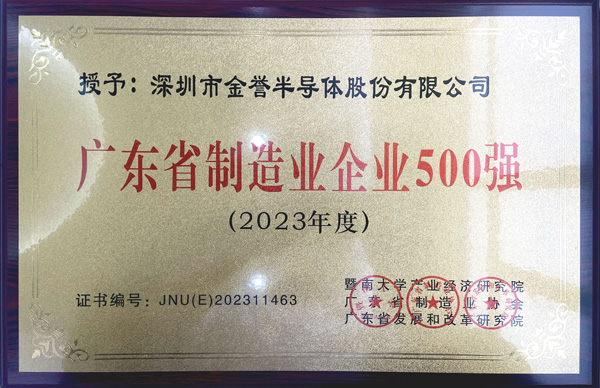 授予：深圳市金誉半导体股份有限公司
广东省制造业企业500强
(2023年度)
证书编号：JNU(E)202311463
暨南大学产业经济研究院
广东省制造业协会
广东省发展和改革研究院